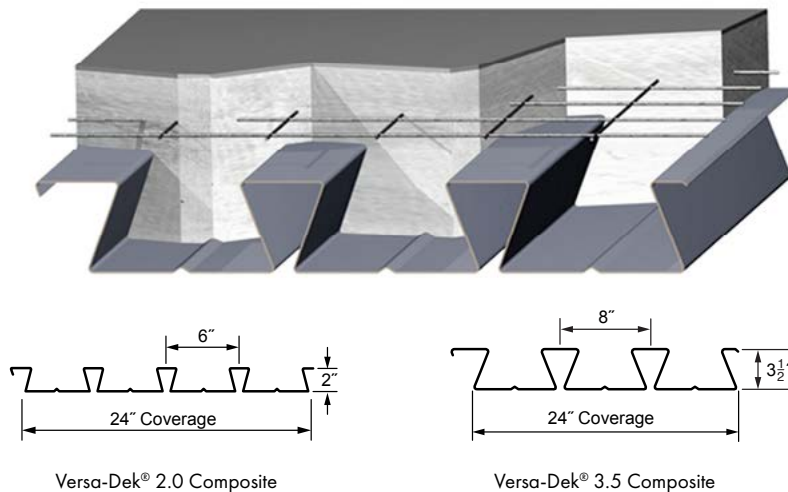 6″
2″
24″ Coverage
Versa-Dek® 2.0 Composite
8″
3½″
24″ Coverage
Versa-Dek® 3.5 Composite